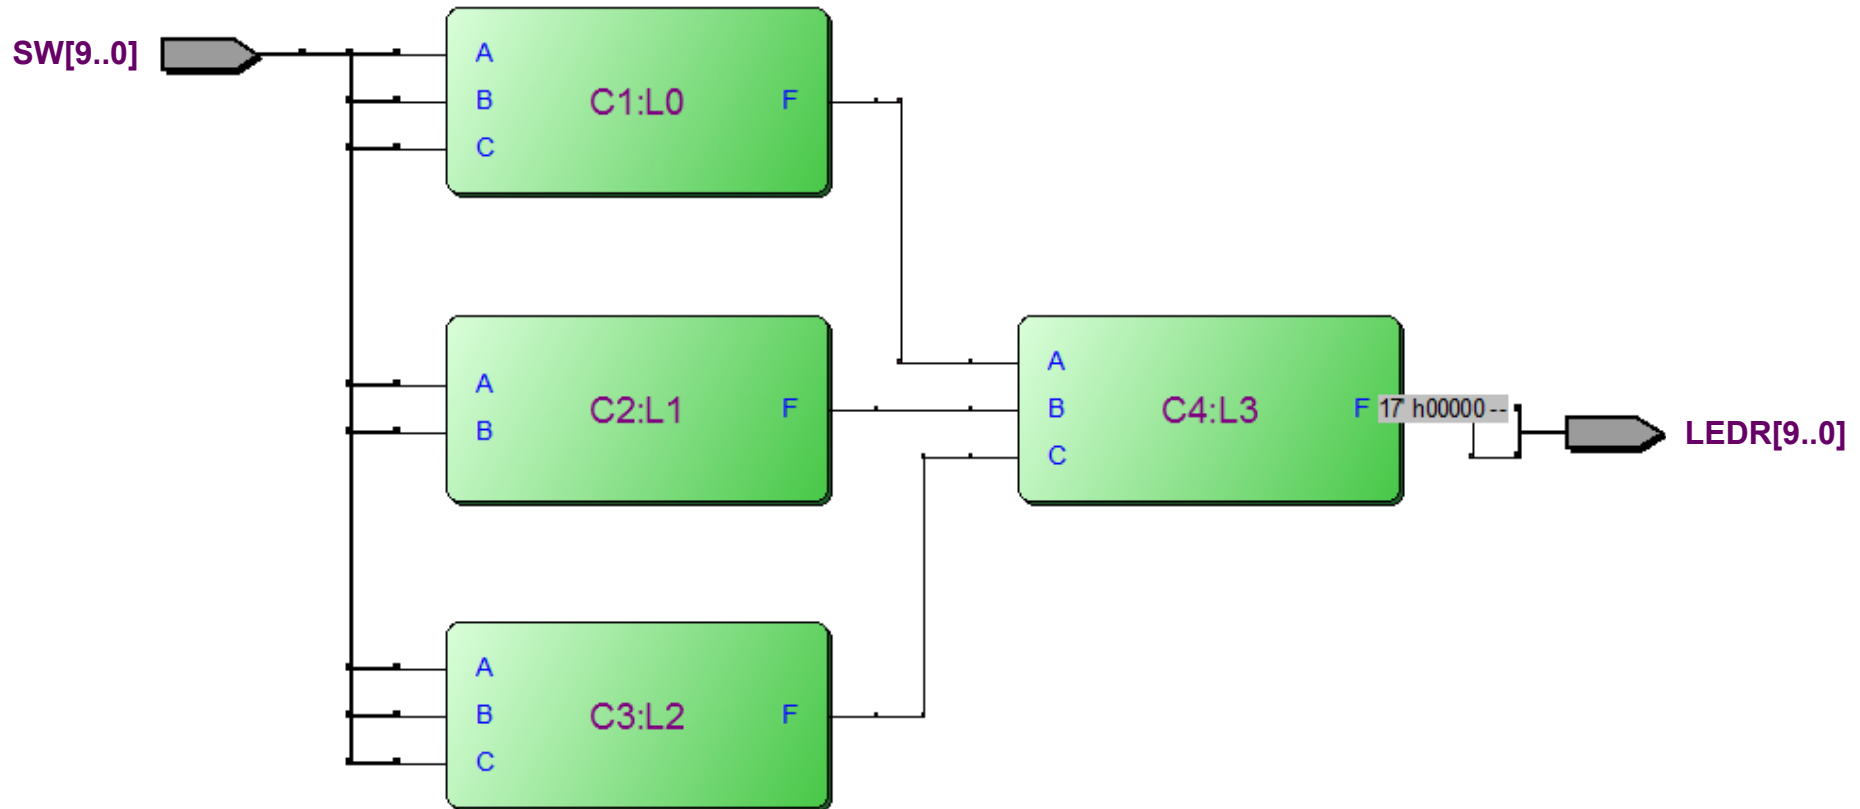 SW[9..0]
A
B
C
C1:L0
F
A
B
C2:L1
F
A
B
C
C3:L2
F
A
B
C
C4:L3
F
17' h00000 --
LEDR[9..0]